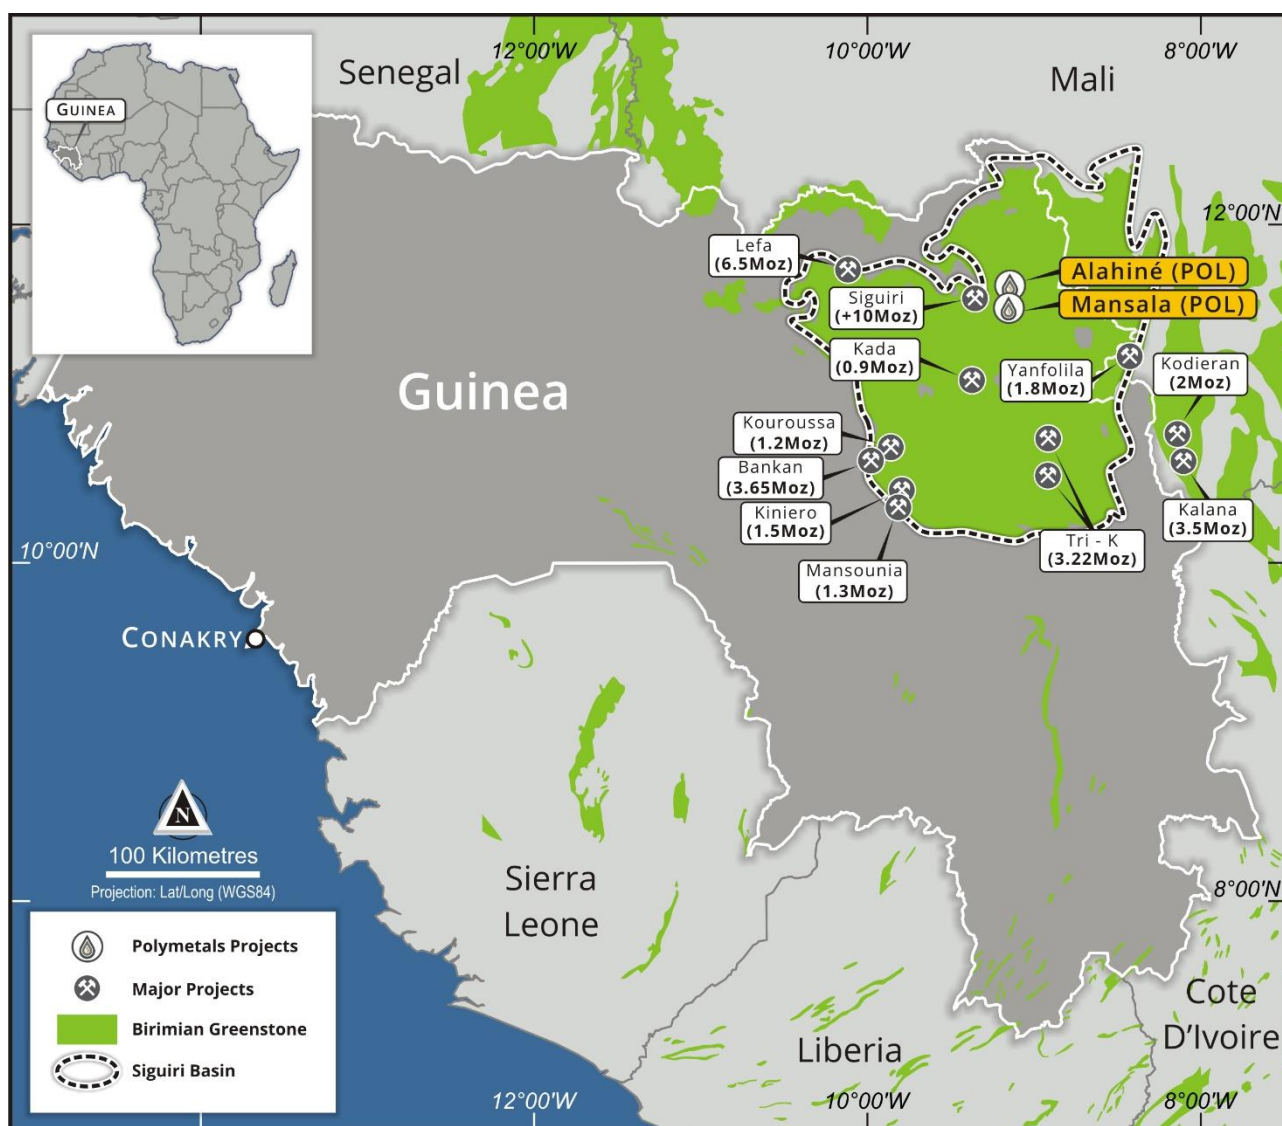 12°00'W
10°00'W
8°00'W
Senegal
Mali
GUINEA
12°00'N
Lefa
(6.5Moz)
Alahiné (POL)
Siguiri
(+10Moz)
Mansala (POL)
Kada
(0.9Moz)
Yanfolila
(1.8Moz)
Kodieran
(2Moz)
Guinea
Kouroussa
(1.2Moz)
Bankan
(3.65Moz)
Kiniero
(1.5Moz)
Kalana
(3.5Moz)
Tri - K
(3.22Moz)
Mansounia
(1.3Moz)
10°00'N
CONAKRY
N
100 Kilometres
Projection: Lat/Long (WGS84)
Sierra
Leone
8°00'N
Polymetals Projects
Major Projects
Birimian Greenstone
Siguiri Basin
Cote
D'Ivoire
Liberia
12°00'W
10°00'W
8°00'W